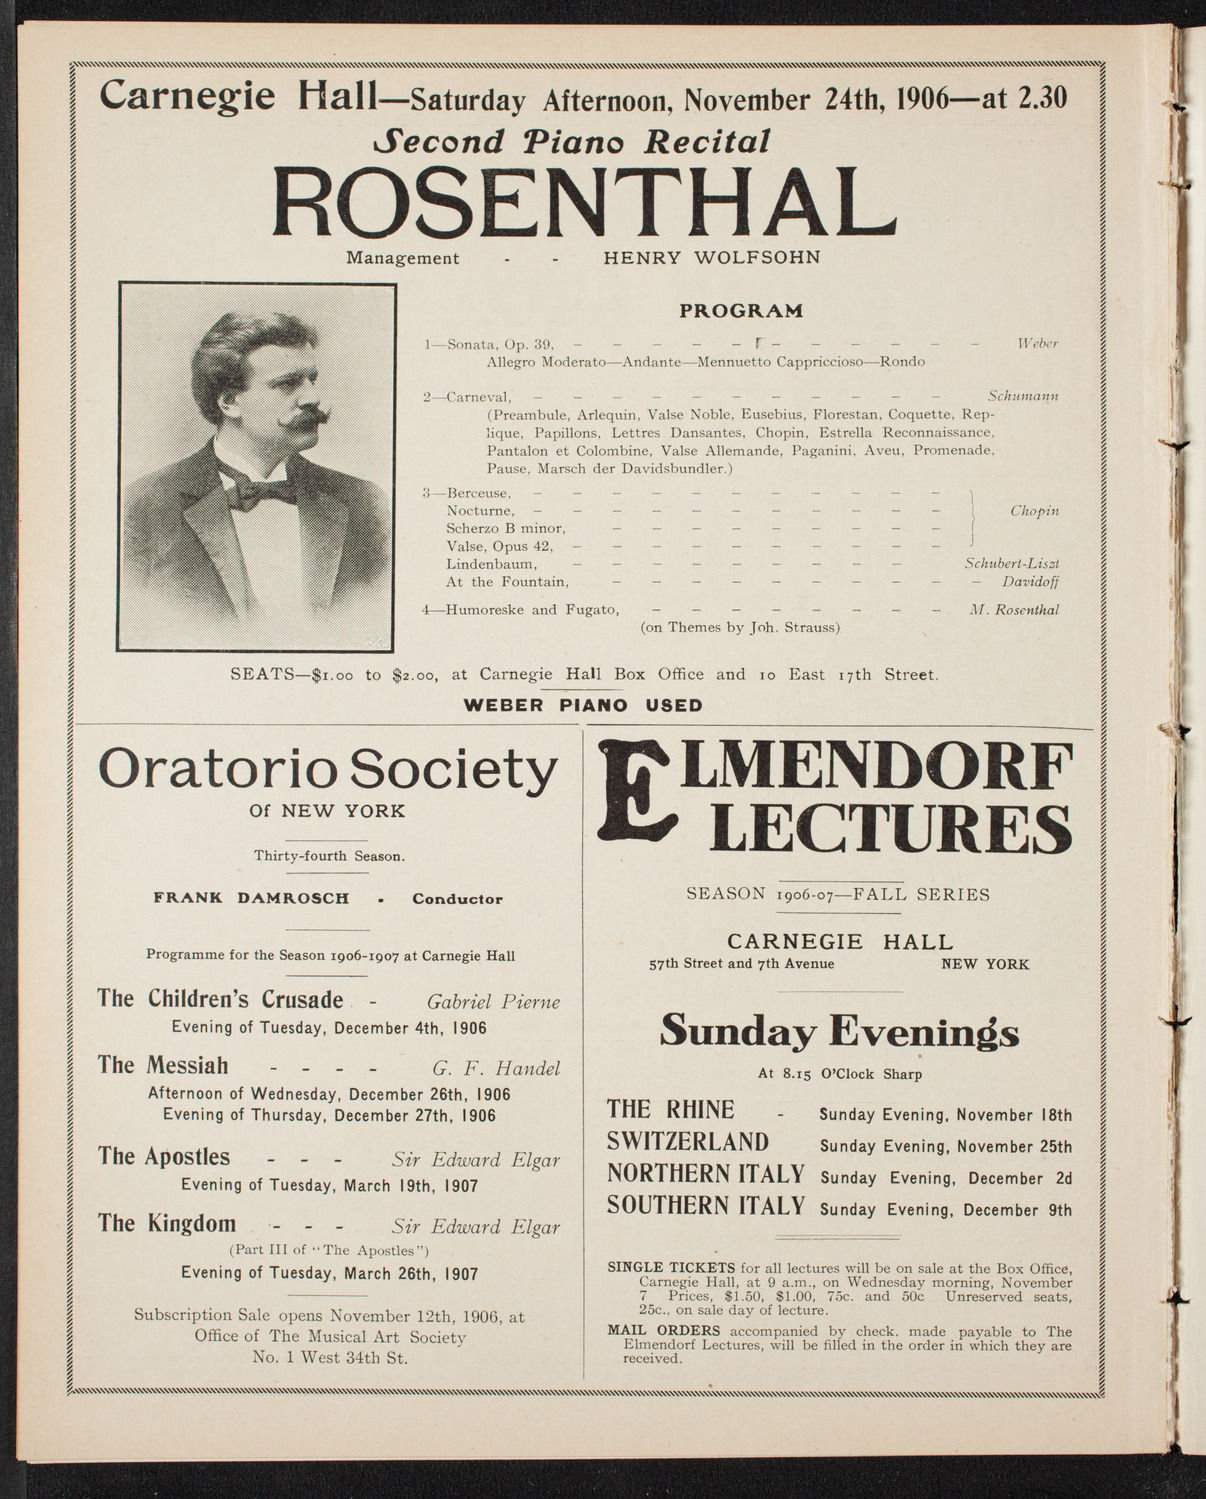 Carnegie Hall—Saturday Afternoon, November 24th, 1906—at 2.30
Second Piano Recital
ROSENTHAL
Management - - HENRY WOLFSOHN
PROGRAM
1—Sonata, Op. 39, – – – – – – – – – – Weber
Allegro Moderato—Andante—Mennuetto Cappriccioso—Rondo
2—Carneval, – – – – – – – – – – – Schumann
(Preambule, Arlequin, Valse Noble, Eusebius, Florestan, Coquette, Rep-
lique, Papillons, Lettres Dansantes, Chopin, Estrella Reconnaissance,
Pantalon et Colombine, Valse Allemande, Paganini, Aveu, Promenade,
Pause, Marsch der Davidsbundler.)
3—Berceuse, – – – – – – – – – – –
Nocturne, – – – – – – – – – – – Chopin
Scherzo B minor, – – – – – – – – –
Valse, Opus 42, – – – – – – – – – –
Lindenbaum, – – – – – – – – – – Schubert-Liszt
At the Fountain, – – – – – – – – – – Davidoff
4—Humoreske and Fugato, – – – – – – – – M. Rosenthal
(on Themes by Joh. Strauss)
SEATS—$1.00 to $2.00, at Carnegie Hall Box Office and 10 East 17th Street.
WEBER PIANO USED
Oratorio Society
Of NEW YORK
Thirty-fourth Season.
FRANK DAMROSCH - Conductor
Programme for the Season 1906-1907 at Carnegie Hall
The Children's Crusade - Gabriel Pierne
Evening of Tuesday, December 4th, 1906
The Messiah - - - - G. F. Handel
Afternoon of Wednesday, December 26th, 1906
Evening of Thursday, December 27th, 1906
The Apostles - - - Sir Edward Elgar
Evening of Tuesday, March 19th, 1907
The Kingdom - - - Sir Edward Elgar
(Part III of "The Apostles")
Evening of Tuesday, March 26th, 1907
Subscription Sale opens November 12th, 1906, at
Office of The Musical Art Society
No. 1 West 34th St.
ELMENDORF
LECTURES
SEASON 1906-07—FALL SERIES
CARNEGIE HALL
57th Street and 7th Avenue NEW YORK
Sunday Evenings
At 8.15 O'Clock Sharp
THE RHINE - Sunday Evening, November 18th
SWITZERLAND Sunday Evening, November 25th
NORTHERN ITALY Sunday Evening, December 2d
SOUTHERN ITALY Sunday Evening, December 9th
SINGLE TICKETS for all lectures will be on sale at the Box Office,
Carnegie Hall, at 9 a.m., on Wednesday morning, November
7 Prices, $1.50, $1.00, 75c. and 50c Unreserved seats,
25c., on sale day of lecture.
MAIL ORDERS accompanied by check, made payable to The
Elmendorf Lectures, will be filled in the order in which they are
received.